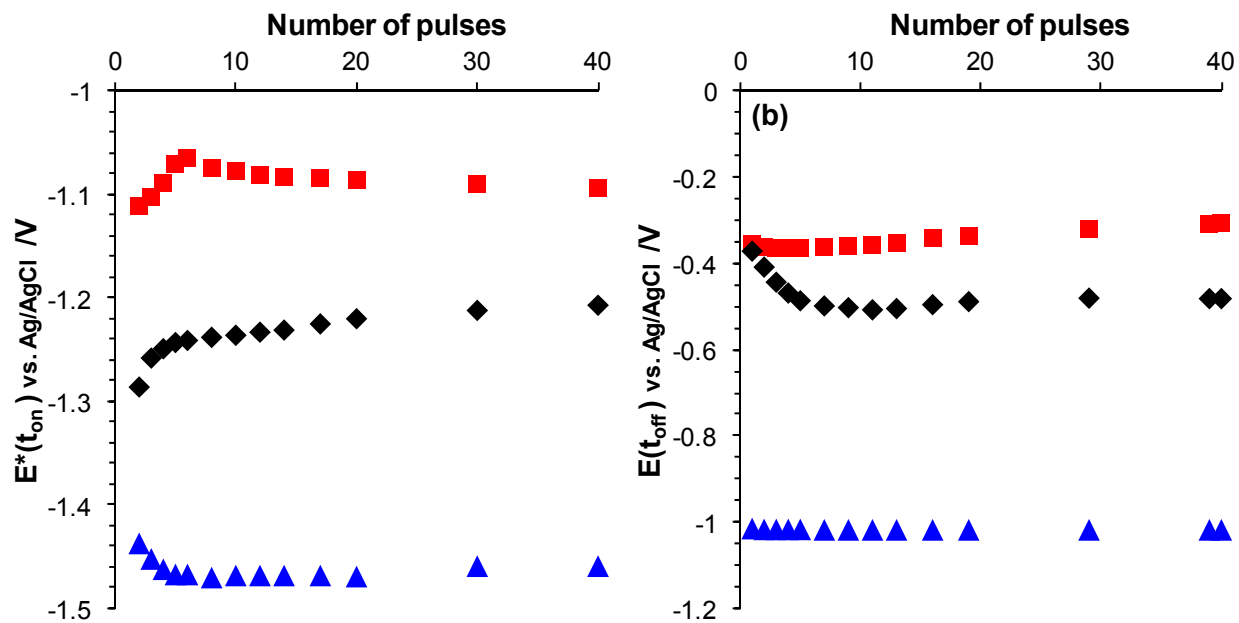 Number of pulses
0 10 20 30 40
-1
-1.1
-1.2
-1.3
-1.4
-1.5
E*(ton) vs. Ag/AgCl /V
Number of pulses
0 10 20 30 40
(b)
0
-0.2
-0.4
-0.6
-0.8
-1
-1.2
E(toff) vs. Ag/AgCl /V